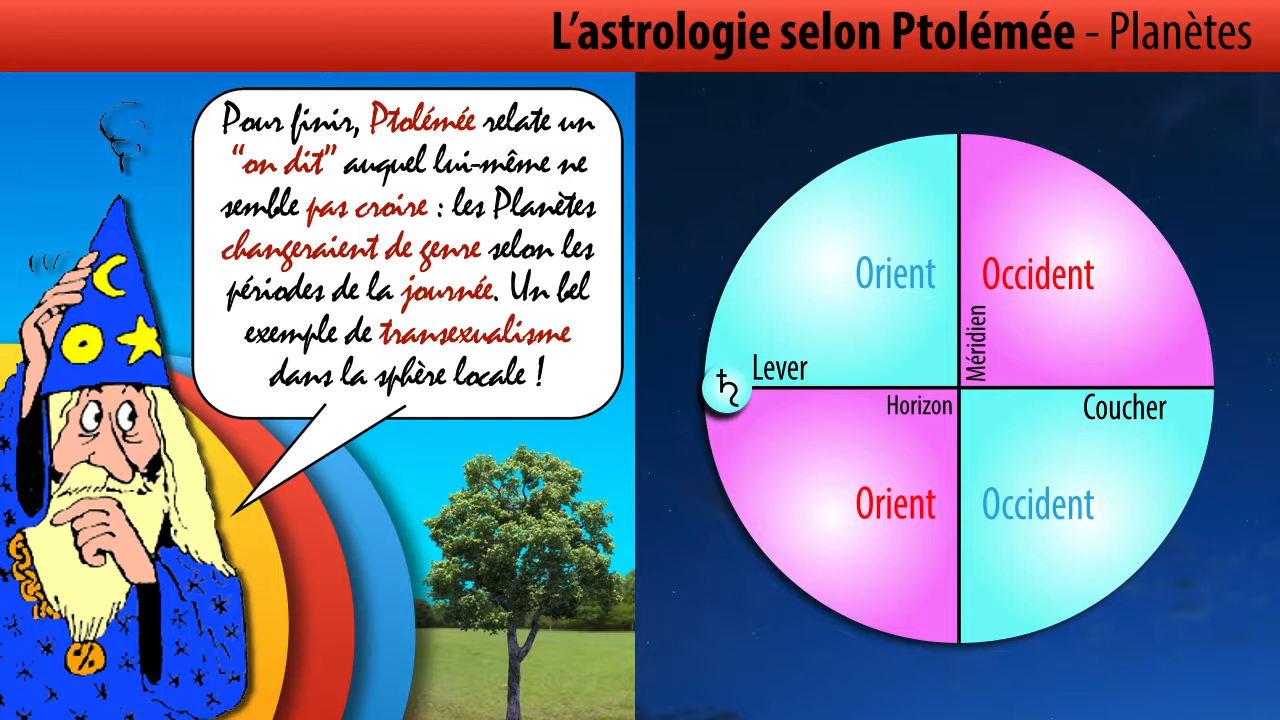 L'astrologie selon Ptolémée - Planètes
Pour finir, Ptolémée relate un
“on dit” auquel lui-même ne
semble pas croire : les Planètes
changeraient de genre selon les
périodes de la journée. Un bel
exemple de transexualisme
dans la sphère locale !
Orient
Occident
Méridien
Lever
♄
Horizon
Coucher
Orient
Occident